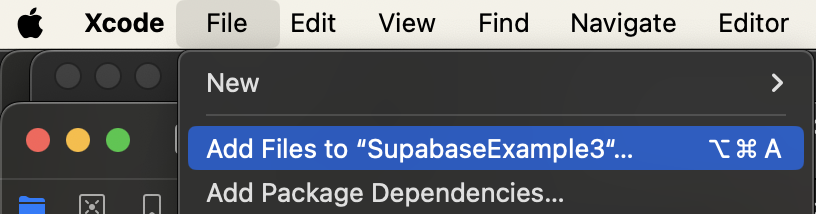 Xcode File Edit View Find Navigate Editor
New
Add Files to “SupabaseExample3“... ⌥⌘A
Add Package Dependencies...